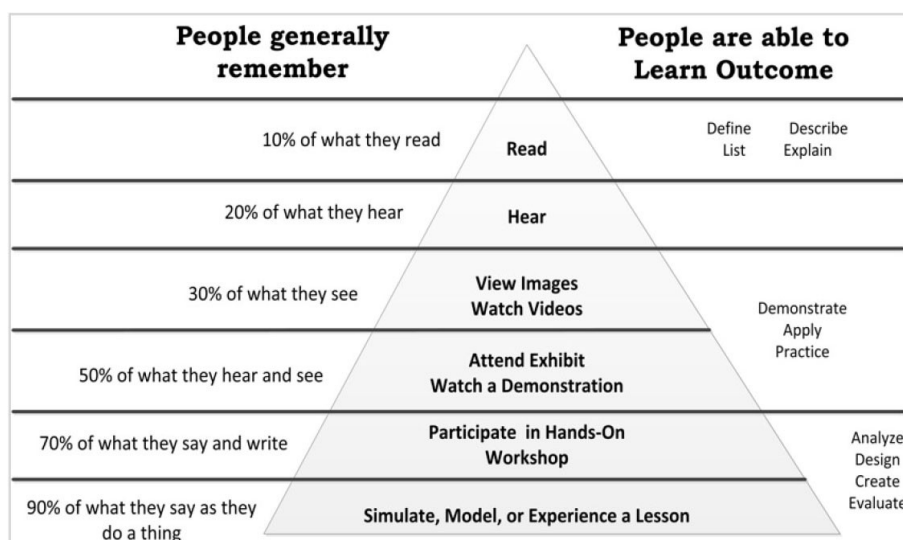 People generally
remember
People are able to
Learn Outcome
10% of what they read
Read
Define Describe
List Explain
20% of what they hear
Hear
30% of what they see
View Images
Watch Videos
Demonstrate
Apply
Practice
50% of what they hear and see
Attend Exhibit
Watch a Demonstration
70% of what they say and write
Participate in Hands-On
Workshop
Analyze
Design
Create
Evaluate
90% of what they say as they
do a thing
Simulate, Model, or Experience a Lesson